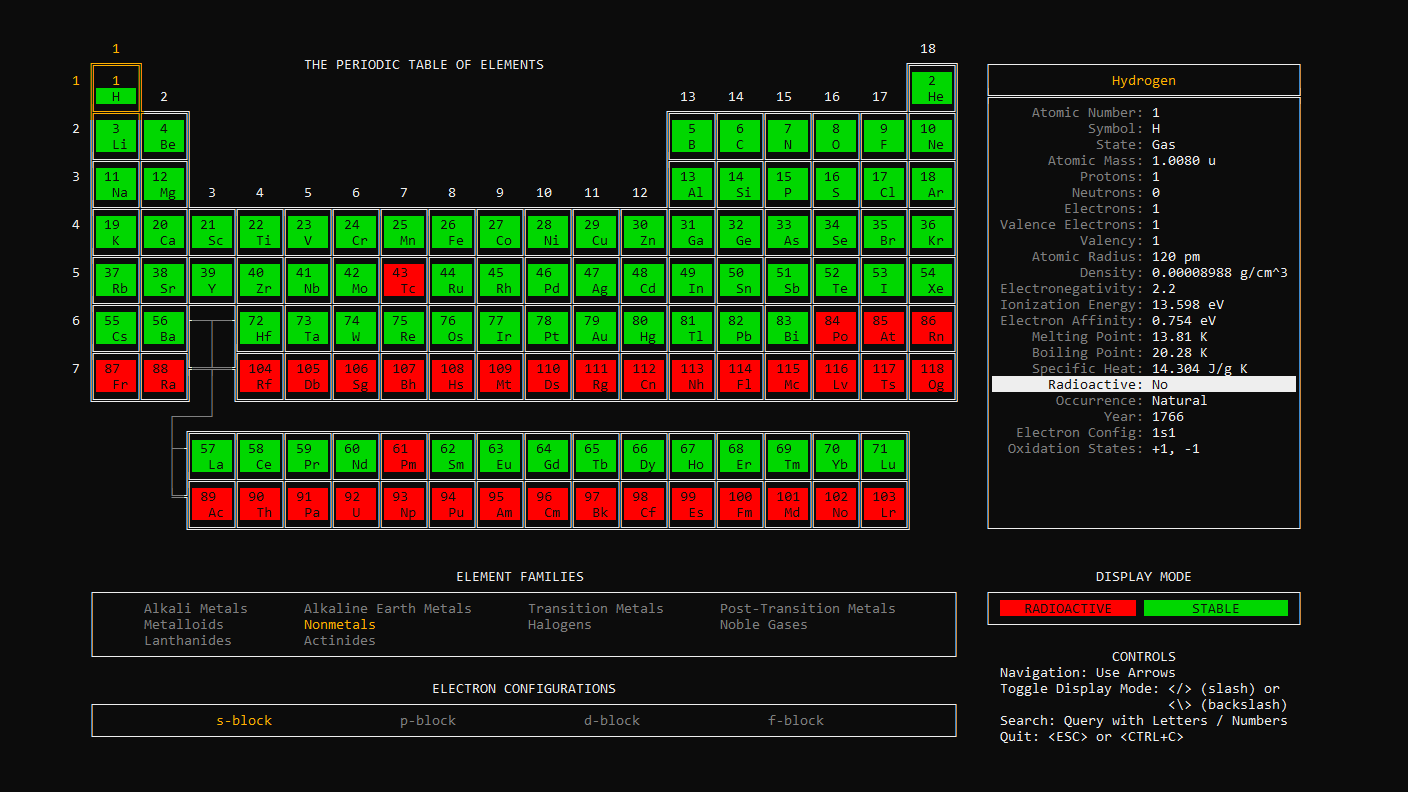 1 18
THE PERIODIC TABLE OF ELEMENTS
1 1 2
H 2 13 14 15 16 17 He
2 3 4 5 6 7 8 9 10
Li Be B C N O F Ne
3 11 12 13 14 15 16 17 18
Na Mg 3 4 5 6 7 8 9 10 11 12 Al Si P S Cl Ar
4 19 20 21 22 23 24 25 26 27 28 29 30 31 32 33 34 35 36
K Ca Sc Ti V Cr Mn Fe Co Ni Cu Zn Ga Ge As Se Br Kr
5 37 38 39 40 41 42 43 44 45 46 47 48 49 50 51 52 53 54
Rb Sr Y Zr Nb Mo Tc Ru Rh Pd Ag Cd In Sn Sb Te I Xe
6 55 56 72 73 74 75 76 77 78 79 80 81 82 83 84 85 86
Cs Ba Hf Ta W Re Os Ir Pt Au Hg Tl Pb Bi Po At Rn
7 87 88 104 105 106 107 108 109 110 111 112 113 114 115 116 117 118
Fr Ra Rf Db Sg Bh Hs Mt Ds Rg Cn Nh Fl Mc Lv Ts Og
57 58 59 60 61 62 63 64 65 66 67 68 69 70 71
La Ce Pr Nd Pm Sm Eu Gd Tb Dy Ho Er Tm Yb Lu
89 90 91 92 93 94 95 96 97 98 99 100 101 102 103
Ac Th Pa U Np Pu Am Cm Bk Cf Es Fm Md No Lr
Hydrogen
Atomic Number: 1
Symbol: H
State: Gas
Atomic Mass: 1.0080 u
Protons: 1
Neutrons: 0
Electrons: 1
Valence Electrons: 1
Valency: 1
Atomic Radius: 120 pm
Density: 0.00008988 g/cm^3
Electronegativity: 2.2
Ionization Energy: 13.598 eV
Electron Affinity: 0.754 eV
Melting Point: 13.81 K
Boiling Point: 20.28 K
Specific Heat: 14.304 J/g K
Radioactive: No
Occurrence: Natural
Year: 1766
Electron Config: 1s1
Oxidation States: +1, -1
ELEMENT FAMILIES
Alkali Metals Alkaline Earth Metals Transition Metals Post-Transition Metals
Metalloids Nonmetals Halogens Noble Gases
Lanthanides Actinides
ELECTRON CONFIGURATIONS
s-block p-block d-block f-block
DISPLAY MODE
RADIOACTIVE STABLE
CONTROLS
Navigation: Use Arrows
Toggle Display Mode: </> (slash) or
<\> (backslash)
Search: Query with Letters / Numbers
Quit: <ESC> or <CTRL+C>